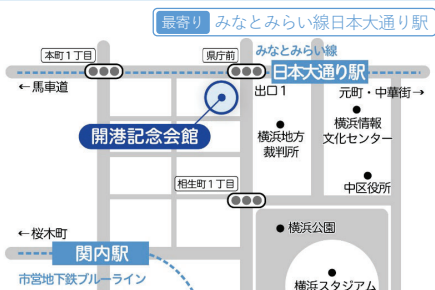 最寄り みなとみらい線日本大通り駅
本町1丁目
県庁前
みなとみらい線
日本大通り駅
←馬車道
出口1
元町・中華街→
開港記念会館
横浜地方
裁判所
横浜情報
文化センター
相生町1丁目
中区役所
←桜木町
横浜公園
関内駅
市営地下鉄ブルーライン
横浜スタジアム